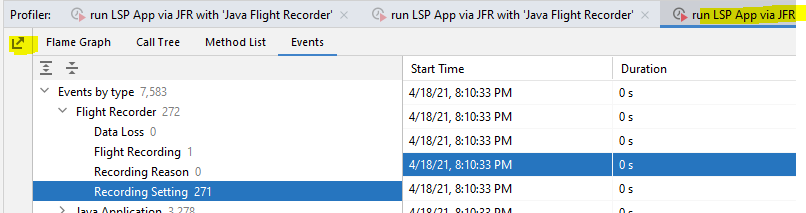 Profiler: run LSP App via JFR with 'Java Flight Recorder' run LSP App via JFR with 'Java Flight Recorder' run LSP App via JFR
Flame Graph Call Tree Method List Events
Start Time Duration
Events by type 7,583
4/18/21, 8:10:33 PM 0 s
Flight Recorder 272
Data Loss 0
4/18/21, 8:10:33 PM 0 s
Flight Recording 1
4/18/21, 8:10:33 PM 0 s
Recording Reason 0
4/18/21, 8:10:33 PM 0 s
Recording Setting 271
4/18/21, 8:10:33 PM 0 s
Java Application 3,278